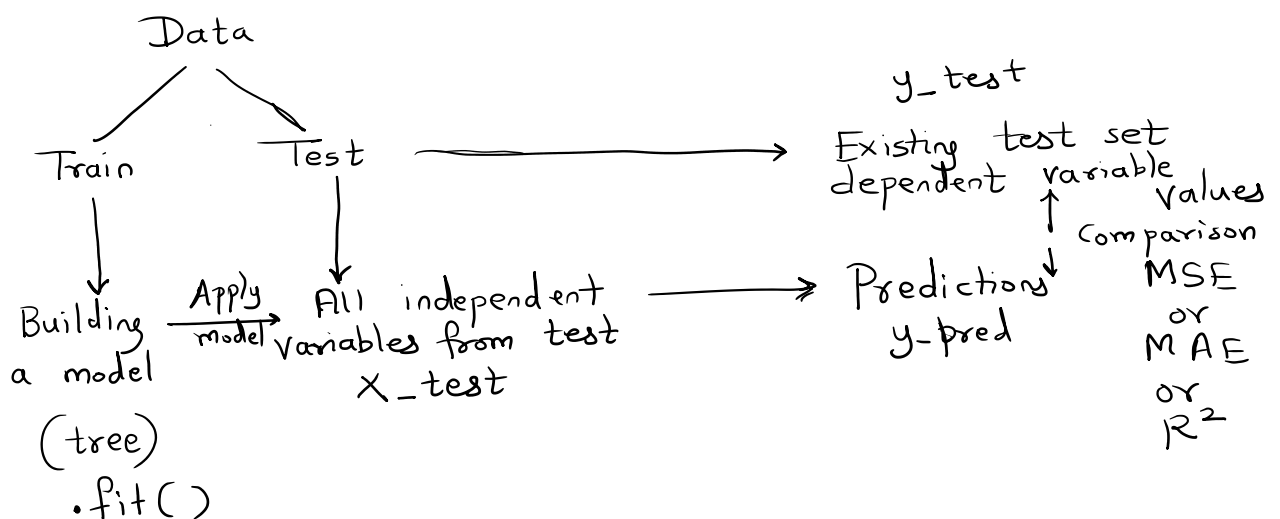 Data
Train
Test
y_test
Existing test set
dependent variable
values
Comparison
Building
a model
(tree)
.fit()
Apply
model
All independent
variables from test
X_test
Predictions
y_pred
MSE
or
MAE
or
R²